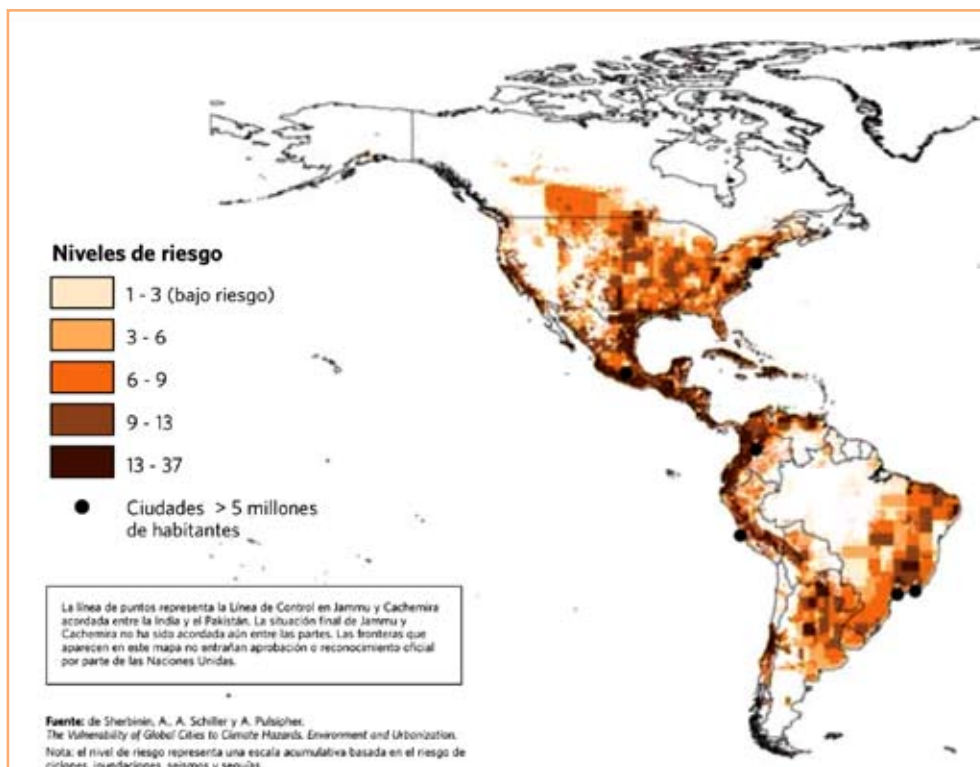 Niveles de riesgo
1 - 3 (bajo riesgo)
3 - 6
6 - 9
9 - 13
13 - 37
Ciudades > 5 millones
de habitantes
La línea de puntos representa la Línea de Control en Jammu y Cachemira
acordada entre la India y el Pakistán. La situación final de Jammu y
Cachemira no ha sido acordada aún entre las partes. Las fronteras que
aparecen en este mapa no entrañan aprobación o reconocimiento oficial
por parte de las Naciones Unidas.
Fuente: de Sherbinin, A., A. Schiller y A. Pulsipher.
The Vulnerability of Global Cities to Climate Hazards. Environment and Urbanization.
Nota: el nivel de riesgo representa una escala acumulativa basada en el riesgo de
ciclones, inundaciones, seísmos y sequías